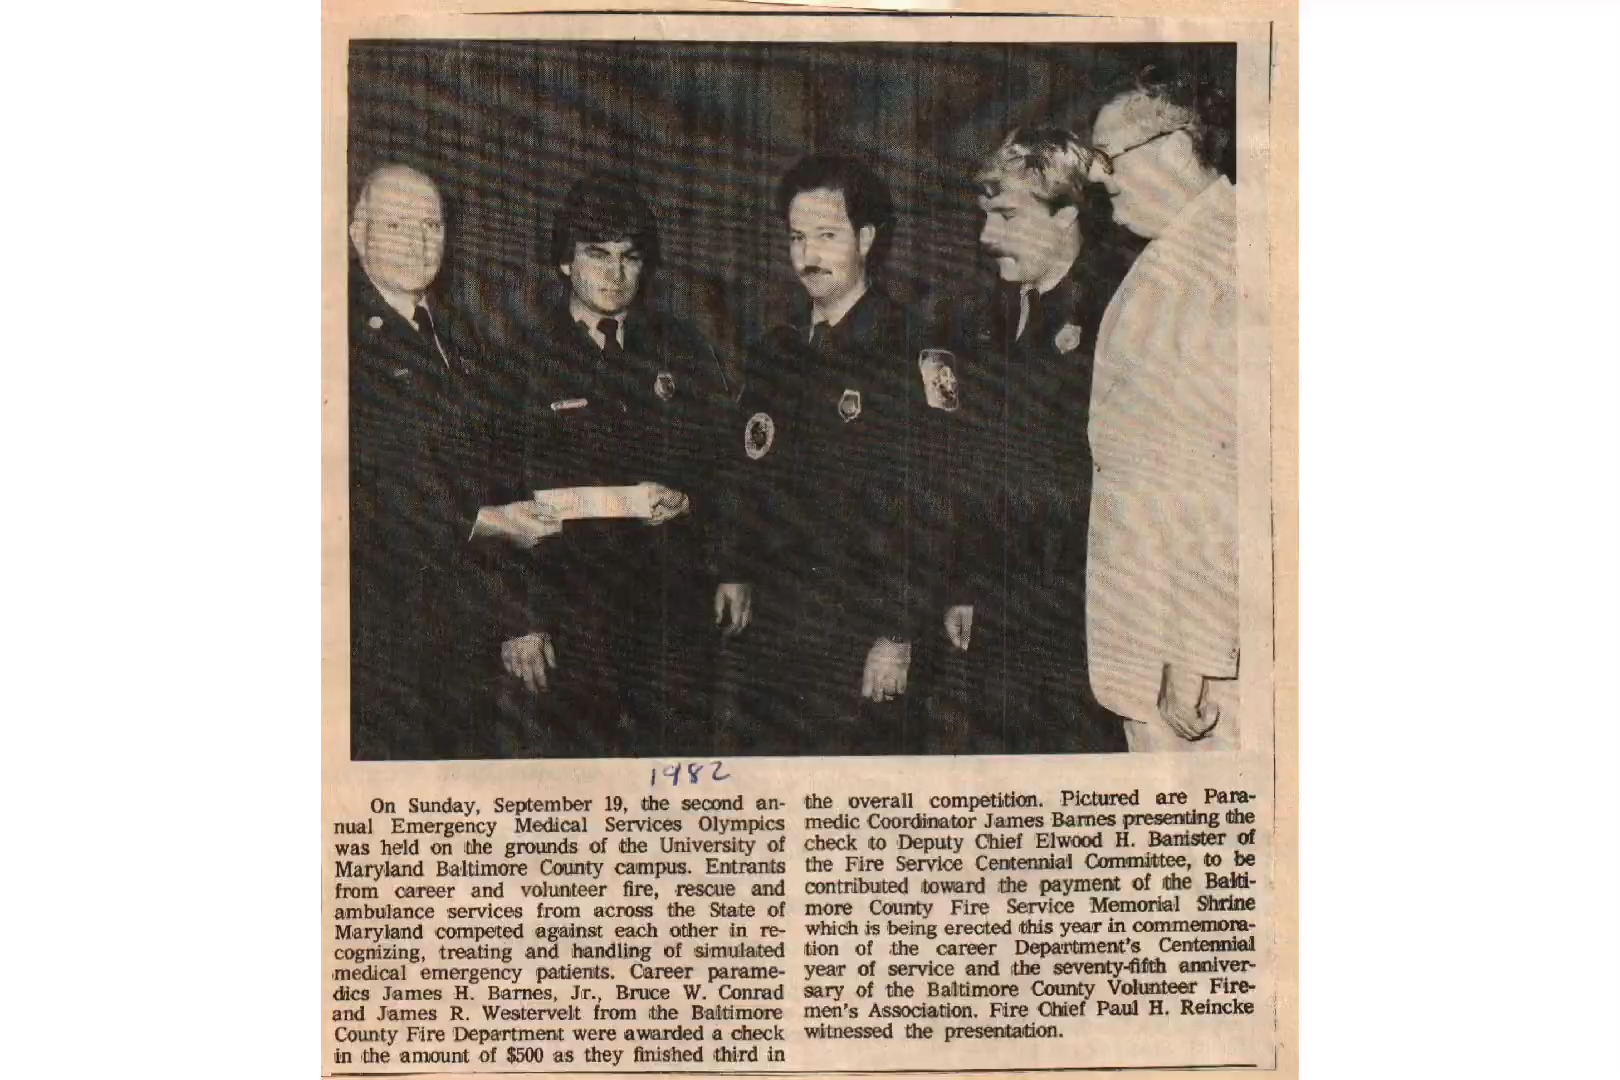 1982
On Sunday, September 19, the second an-
nual Emergency Medical Services Olympics
was held on the grounds of the University of
Maryland Baltimore County campus. Entrants
from career and volunteer fire, rescue and
ambulance services from across the State of
Maryland competed against each other in re-
cognizing, treating and handling of simulated
medical emergency patients. Career parame-
dics James H. Barnes, Jr., Bruce W. Conrad
and James R. Westervelt from the Baltimore
County Fire Department were awarded a check
in the amount of $500 as they finished third in
the overall competition. Pictured are Para-
medic Coordinator James Barnes presenting the
check to Deputy Chief Elwood H. Banister of
the Fire Service Centennial Committee, to be
contributed toward the payment of the Balti-
more County Fire Service Memorial Shrine
which is being erected this year in commemora-
tion of the career Department's Centennial
year of service and the seventy-fifth anniver-
sary of the Baltimore County Volunteer Fire-
men's Association. Fire Chief Paul H. Reincke
witnessed the presentation.